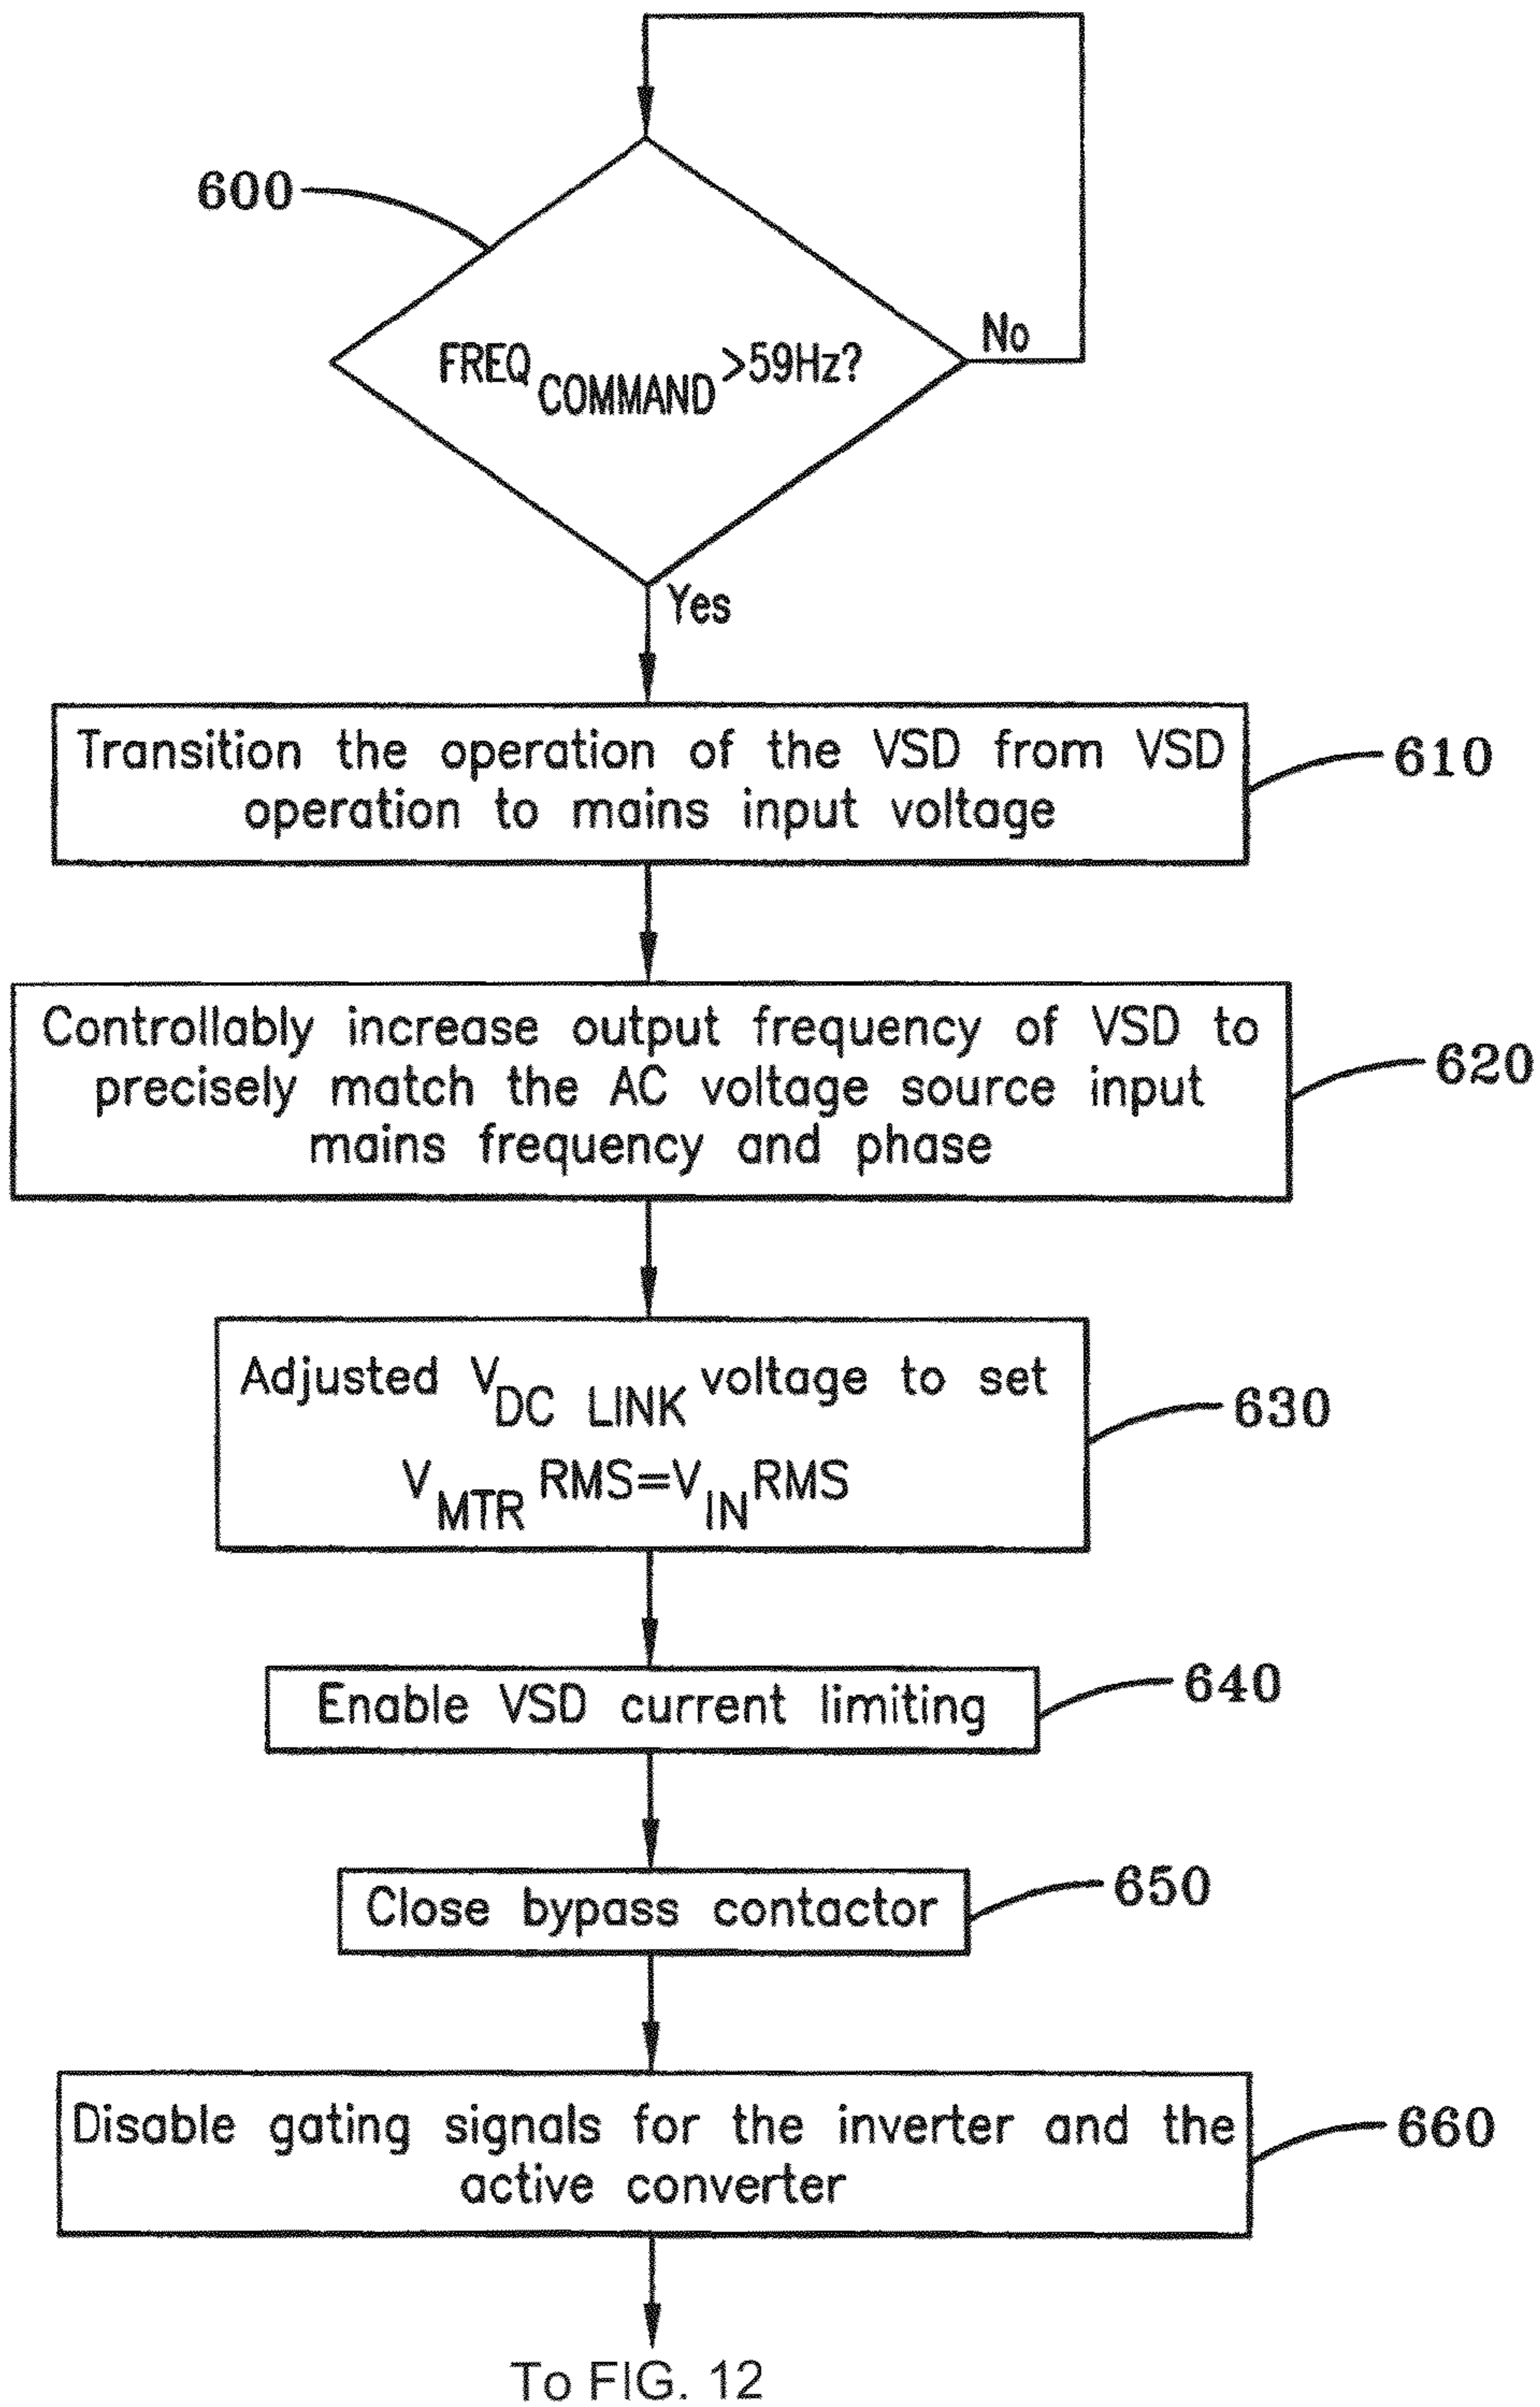 600
FREQ COMMAND >59Hz?
No
Yes
Transition the operation of the VSD from VSD
operation to mains input voltage
610
Controllably increase output frequency of VSD to
precisely match the AC voltage source input
mains frequency and phase
620
Adjusted V DC LINK voltage to set
V MTR RMS=V IN RMS
630
Enable VSD current limiting
640
Close bypass contactor
650
Disable gating signals for the inverter and the
active converter
660
To FIG. 12